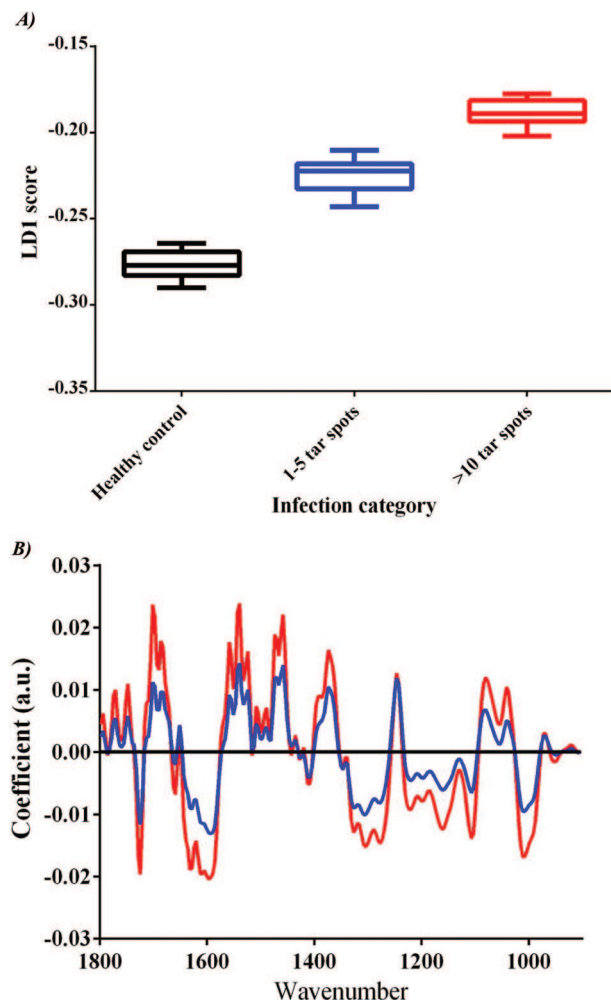 A)
-0.15
-0.20
-0.25
-0.30
-0.35
LD1 score
Healthy control
1-5 tar spots
>10 tar spots
Infection category
B)
0.03
0.02
0.01
0.00
-0.01
-0.02
-0.03
Coefficient (a.u.)
1800 1600 1400 1200 1000
Wavenumber